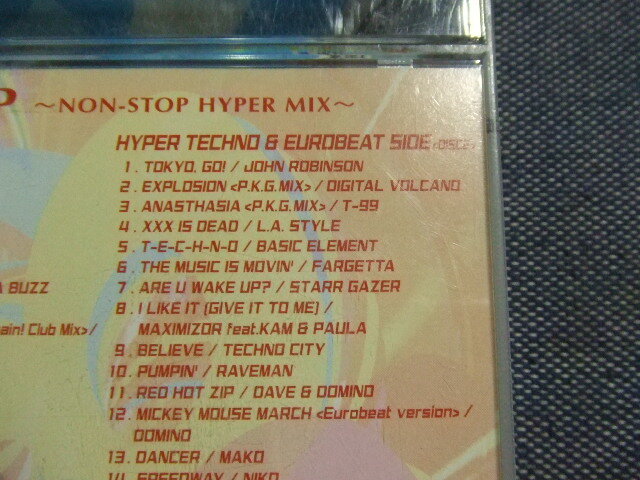 ~NON-STOP HYPER MIX~
HYPER TECHNO & EUROBEAT SIDE <DISC2>
1. TOKYO, GO! / JOHN ROBINSON
2. EXPLOSION <P.K.G.MIX> / DIGITAL VOLCANO
3. ANASTHASIA <P.K.G.MIX> / T-99
4. XXX IS DEAD / L.A. STYLE
5. T-E-C-H-N-O / BASIC ELEMENT
6. THE MUSIC IS MOVIN' / FARGETTA
BUZZ
7. ARE U WAKE UP? / STARR GAZER
8. I LIKE IT (GIVE IT TO ME) /
Club Mix> /
MAXIMIZOR feat.KAM & PAULA
9. BELIEVE / TECHNO CITY
10. PUMPIN' / RAVEMAN
11. RED HOT ZIP / DAVE & DOMINO
12. MICKEY MOUSE MARCH <Eurobeat version> /
DOMINO
13. DANCER / MAKO
14. SPEEDWAY / NIKO